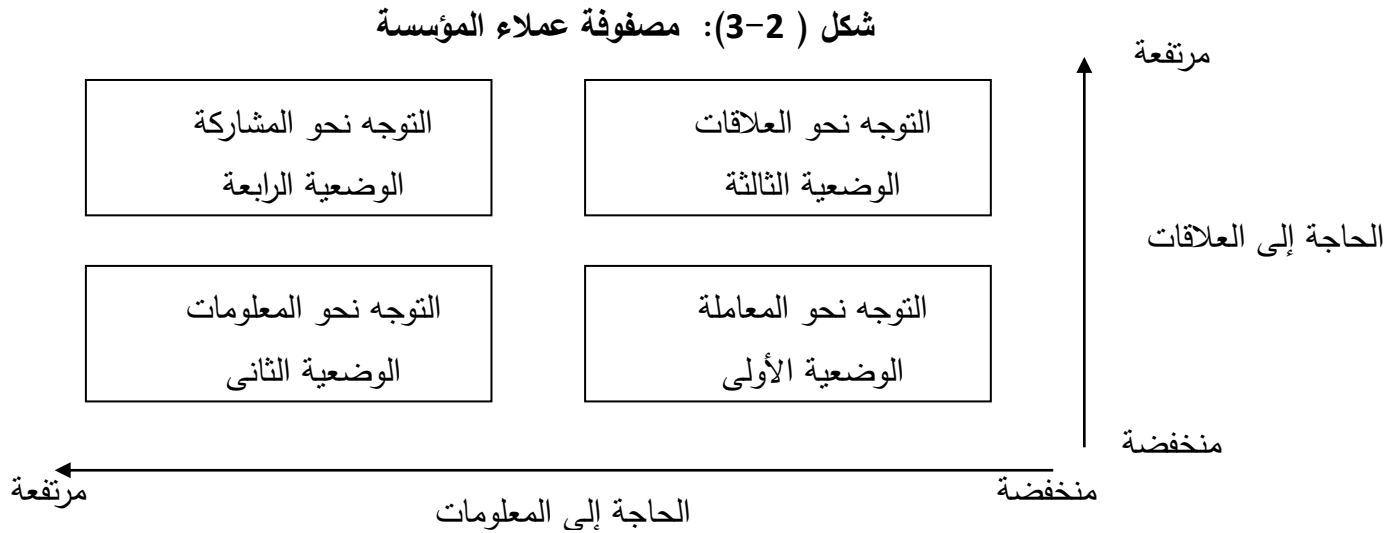 شكل ( 2-3): مصفوفة عملاء المؤسسة
مرتفعة
التوجه نحو العلاقات
الوضعية الثالثة
التوجه نحو المشاركة
الوضعية الرابعة
الحاجة إلى العلاقات
التوجه نحو المعاملة
الوضعية الأولى
التوجه نحو المعلومات
الوضعية الثانى
منخفضة
منخفضة
مرتفعة
الحاجة إلى المعلومات